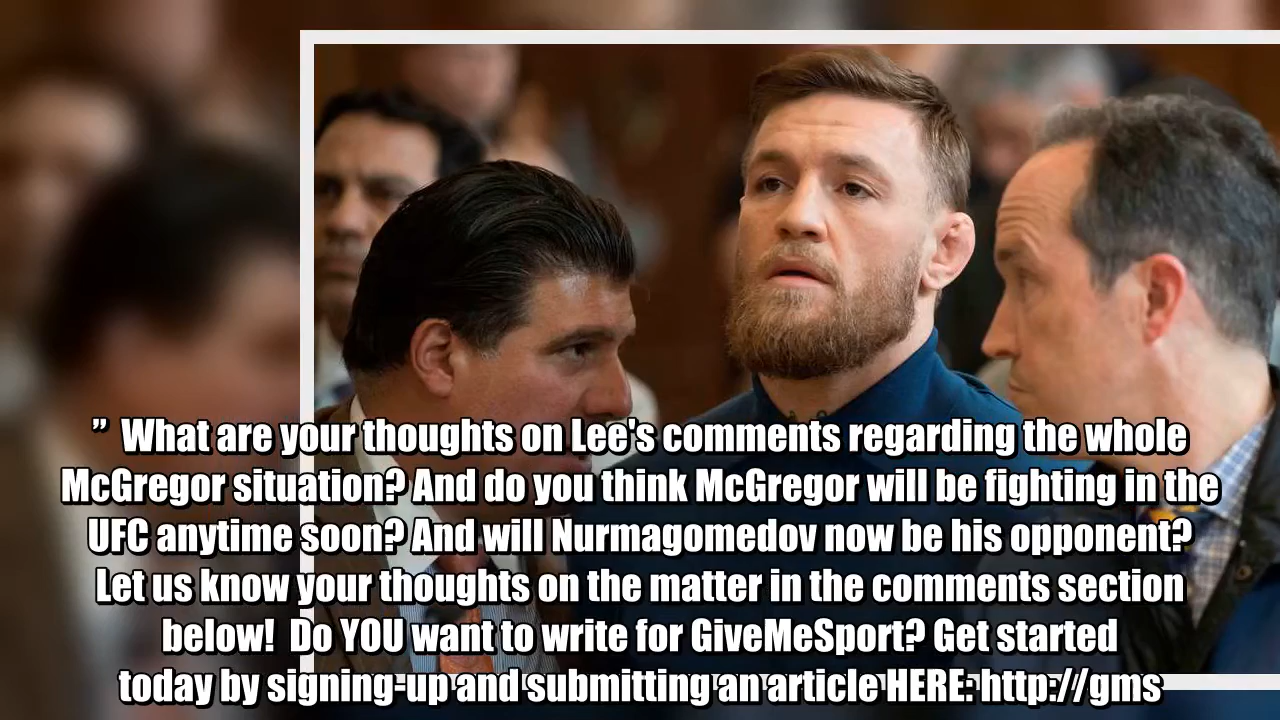 ” What are your thoughts on Lee's comments regarding the whole
McGregor situation? And do you think McGregor will be fighting in the
UFC anytime soon? And will Nurmagomedov now be his opponent?
Let us know your thoughts on the matter in the comments section
below! Do YOU want to write for GiveMeSport? Get started
today by signing-up and submitting an article HERE: http://gms